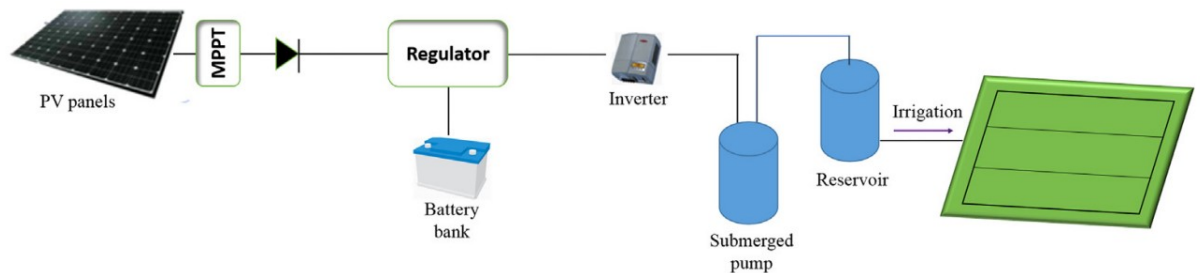 PV panels
MPPT
Regulator
Battery
bank
Inverter
Submerged
pump
Reservoir
Irrigation